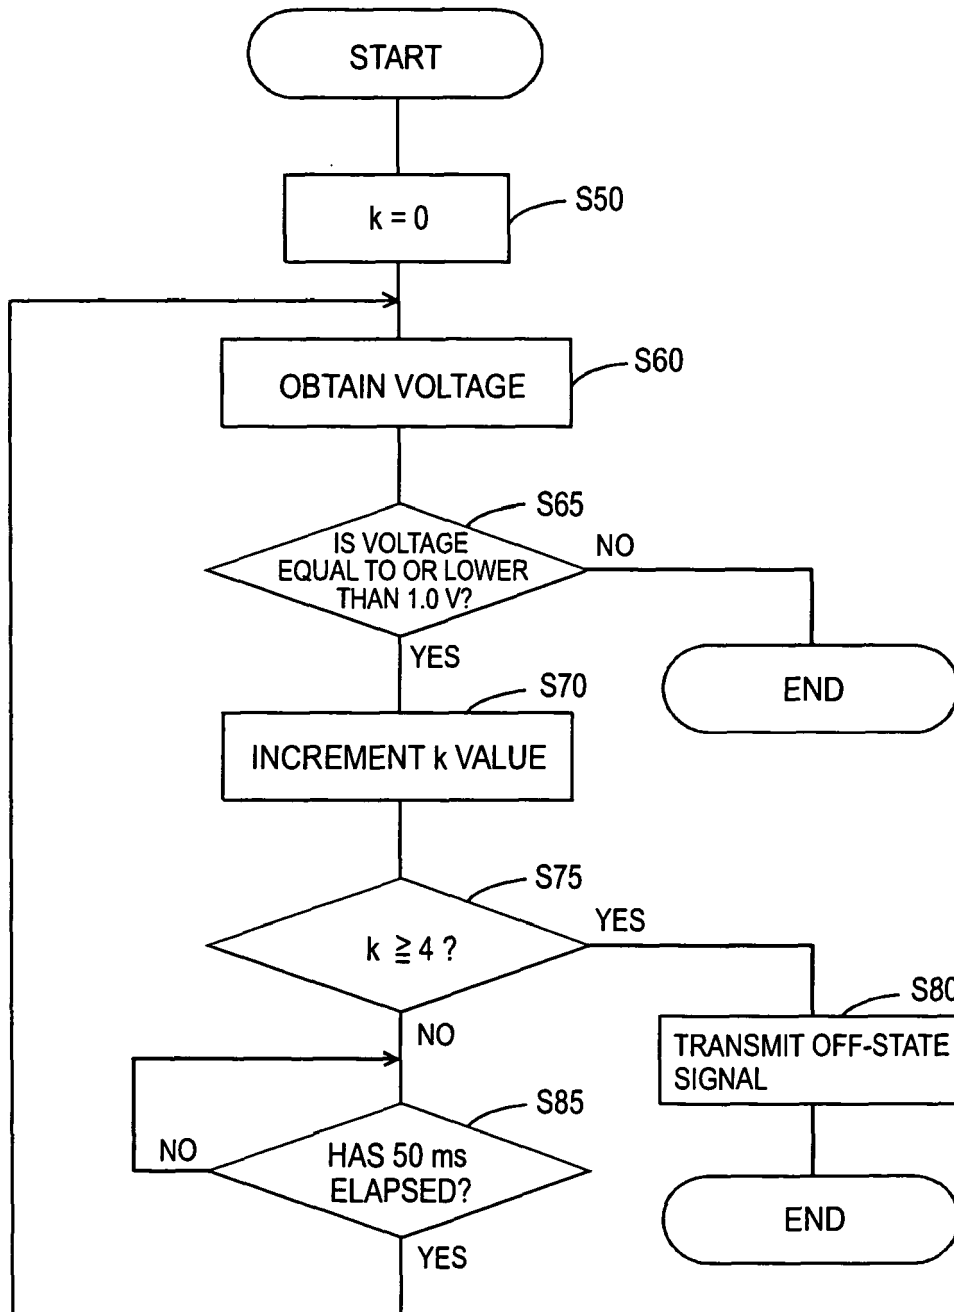 START
k = 0
S50
OBTAIN VOLTAGE
S60
IS VOLTAGE
EQUAL TO OR LOWER
THAN 1.0 V?
S65
NO
YES
END
INCREMENT k VALUE
S70
k ≧ 4 ?
S75
YES
NO
TRANSMIT OFF-STATE
SIGNAL
S80
HAS 50 ms
ELAPSED?
S85
NO
YES
END